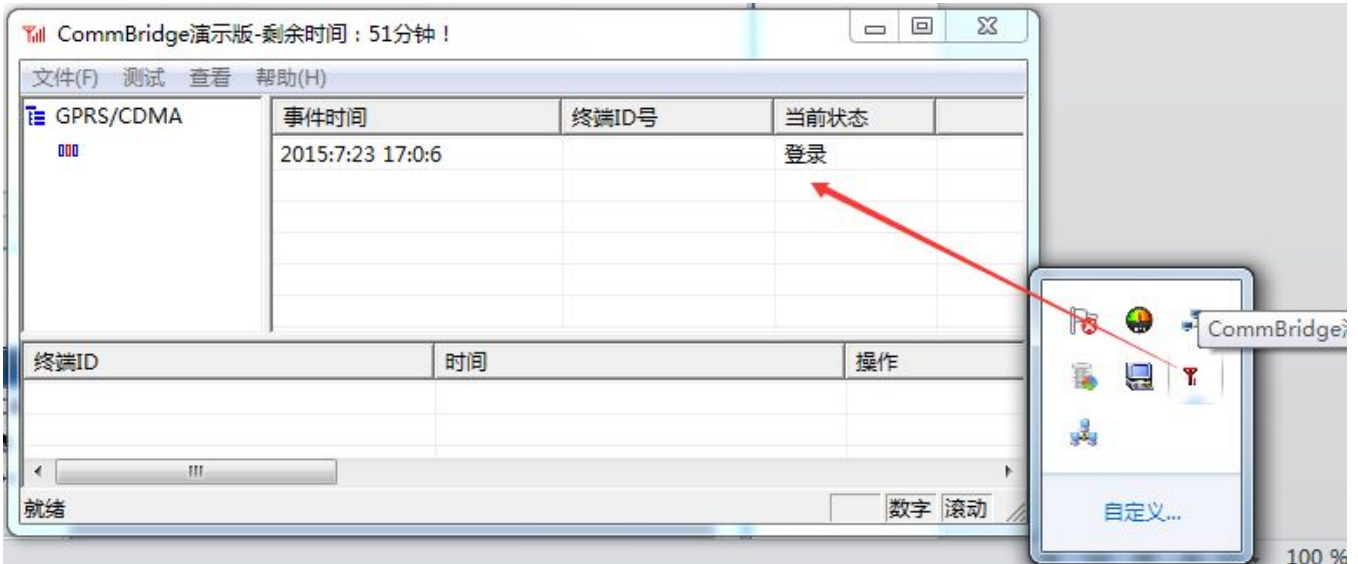 CommBridge演示版-剩余时间：51分钟！
文件(F) 测试 查看 帮助(H)
GPRS/CDMA
事件时间 终端ID号 当前状态
2015:7:23 17:0:6 登录
CommBridge
终端ID 时间 操作
就绪 数字 滚动
自定义...
100 %